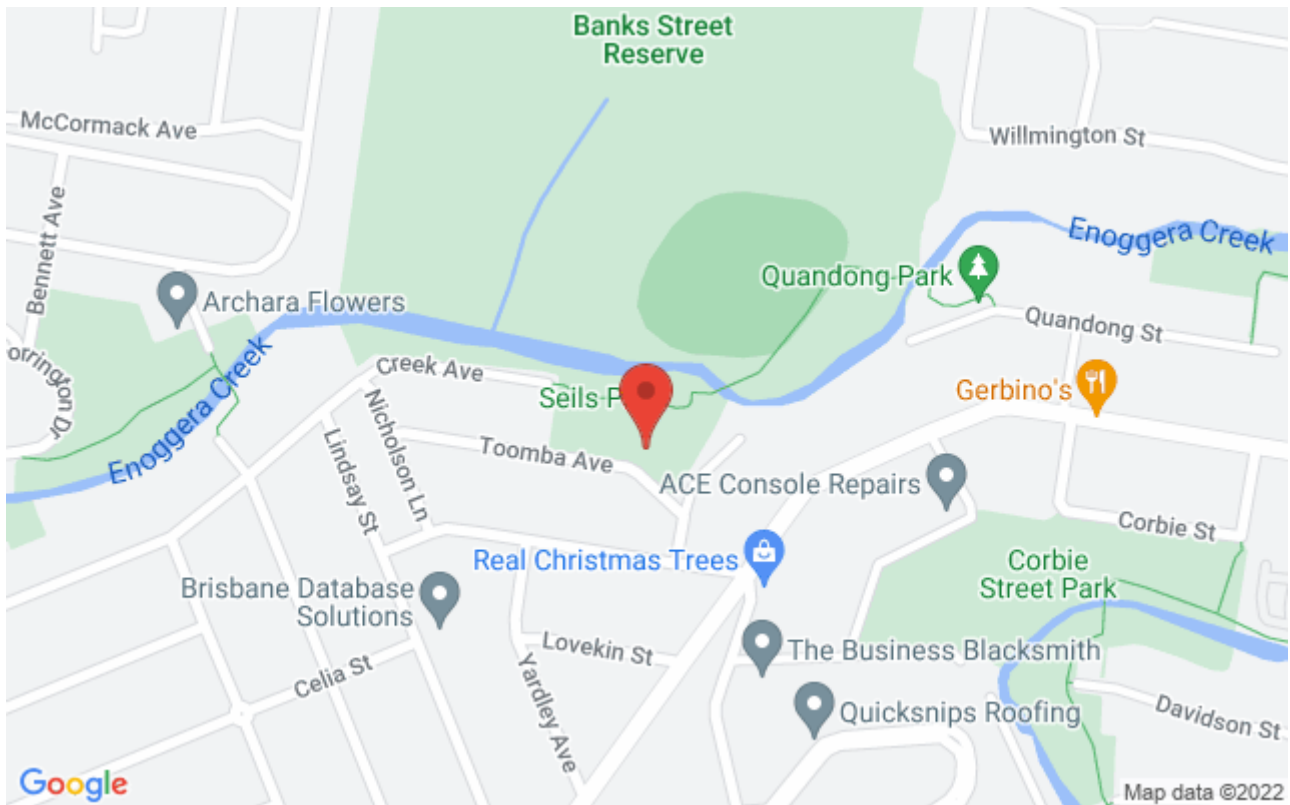 Banks Street
Reserve
McCormack Ave
Willmington St
Bennett Ave
Enoggera Creek
Quandong Park
Archara Flowers
Quandong St
orrington Dr
Enoggera Creek
Creek Ave
Seils P
Gerbino's
Nicholson Ln
Lindsay St
Toomba Ave
ACE Console Repairs
Corbie St
Real Christmas Trees
Corbie
Street Park
Brisbane Database
Solutions
Lovekin St
The Business Blacksmith
Celia St
Yardley Ave
Quicksnips Roofing
Davidson St
Google
Map data ©2022